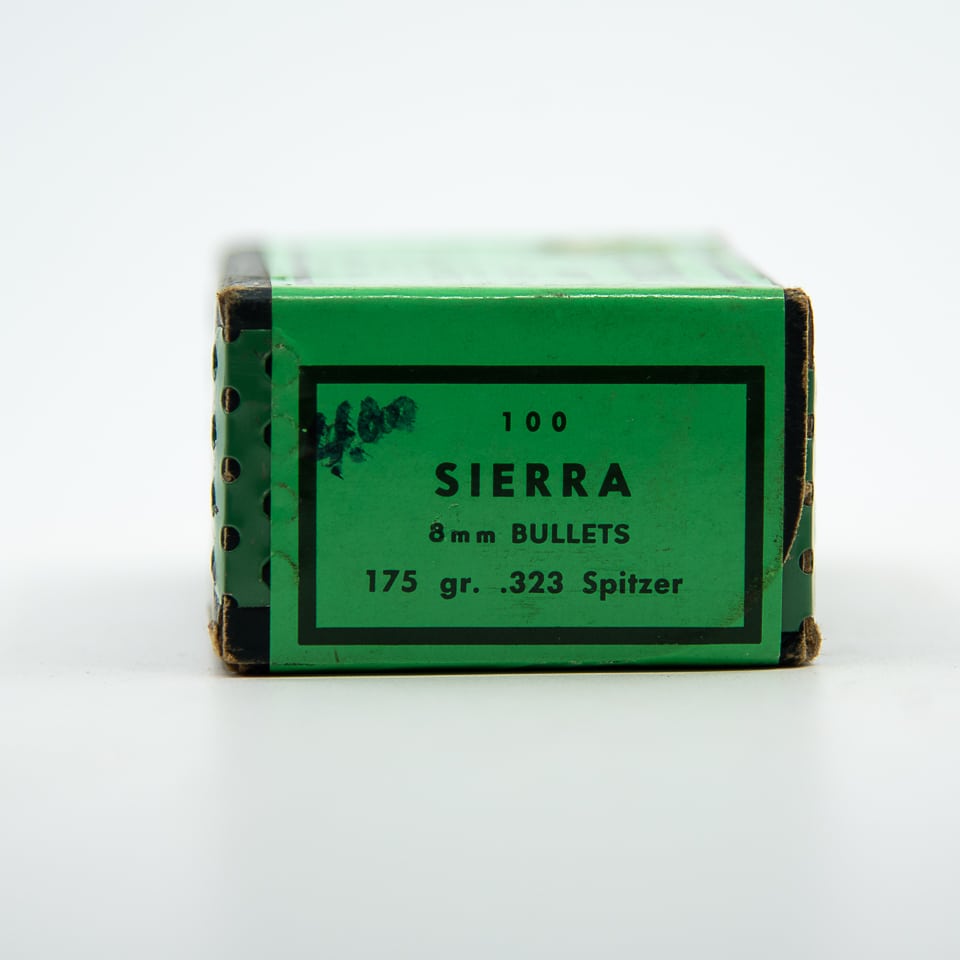 100
SIERRA
8mm BULLETS
175 gr. .323 Spitzer